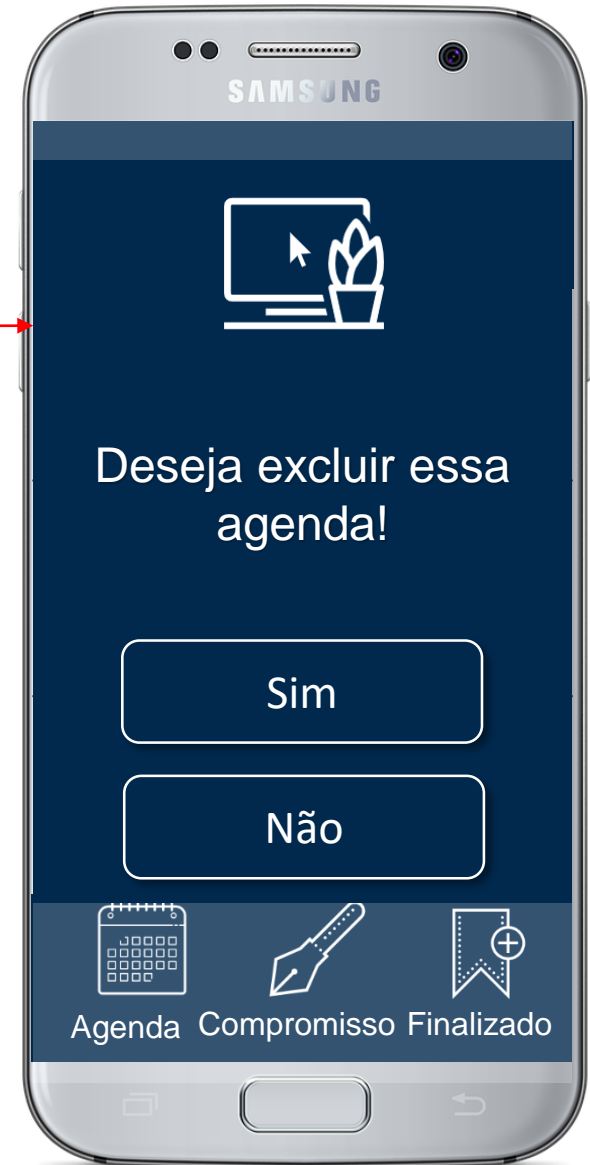 SAMSUNG
Deseja excluir essa
agenda!
Sim
Não
Agenda Compromisso Finalizado